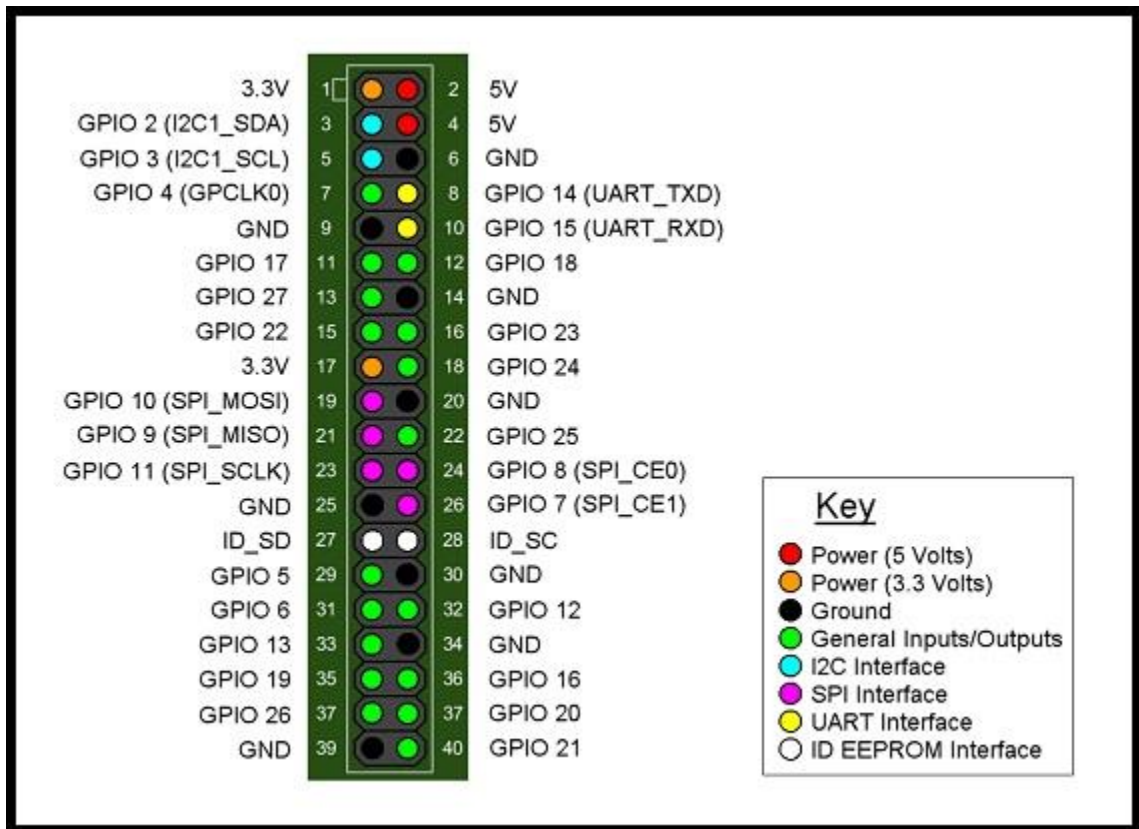 3.3V 1 2 5V
GPIO 2 (I2C1_SDA) 3 4 5V
GPIO 3 (I2C1_SCL) 5 6 GND
GPIO 4 (GPCLK0) 7 8 GPIO 14 (UART_TXD)
GND 9 10 GPIO 15 (UART_RXD)
GPIO 17 11 12 GPIO 18
GPIO 27 13 14 GND
GPIO 22 15 16 GPIO 23
3.3V 17 18 GPIO 24
GPIO 10 (SPI_MOSI) 19 20 GND
GPIO 9 (SPI_MISO) 21 22 GPIO 25
GPIO 11 (SPI_SCLK) 23 24 GPIO 8 (SPI_CE0)
GND 25 26 GPIO 7 (SPI_CE1)
ID_SD 27 28 ID_SC
GPIO 5 29 30 GND
GPIO 6 31 32 GPIO 12
GPIO 13 33 34 GND
GPIO 19 35 36 GPIO 16
GPIO 26 37 37 GPIO 20
GND 39 40 GPIO 21
Key
Power (5 Volts)
Power (3.3 Volts)
Ground
General Inputs/Outputs
I2C Interface
SPI Interface
UART Interface
ID EEPROM Interface